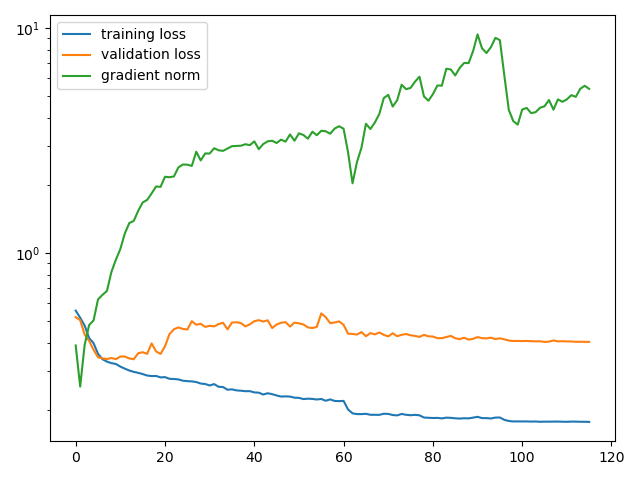 training loss
validation loss
gradient norm
10¹
10⁰
0 20 40 60 80 100 120